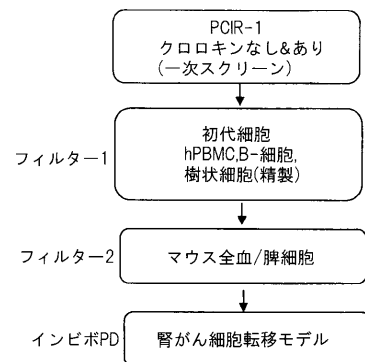 PCIR-1
クロロキンなし&あり
(一次スクリーン)
フィルター1
初代細胞
hPBMC,B-細胞,
樹状細胞(精製)
フィルター2
マウス全血/脾細胞
インビボPD
腎がん細胞転移モデル